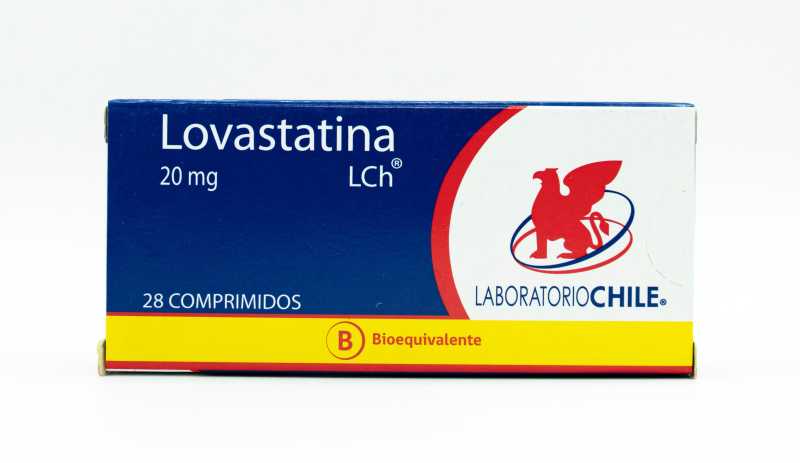 Lovastatina
20 mg LCh®
28 COMPRIMIDOS
LABORATORIOCHILE®
B Bioequivalente